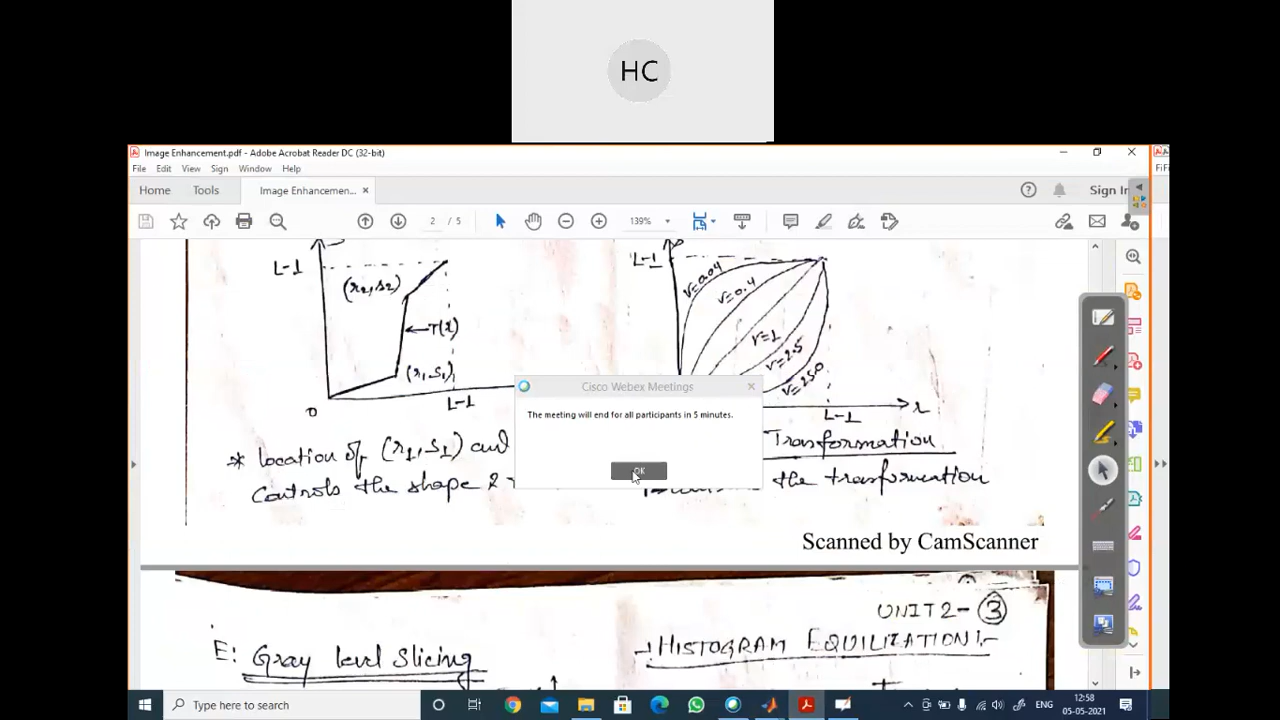 HC
Image Enhancement.pdf - Adobe Acrobat Reader DC (32-bit)
File Edit View Sign Window Help
Home Tools Image Enhancemen... × Sign In
2 / 5 139%
L-1
(r2,s2)
T(r)
(r1,s1)
0 L-1
L-1
γ=0.04
γ=0.4
γ=1
γ=2.5
γ=25.0
L-1 r
Cisco Webex Meetings
The meeting will end for all participants in 5 minutes.
OK
* location of (r1,s1) and
Controls the shape
Transformation
the transformation
Scanned by CamScanner
UNIT2- 3
E: Gray level Slicing
:- HISTOGRAM EQUILIZATION:-
Type here to search
ENG
12:58
05-05-2021